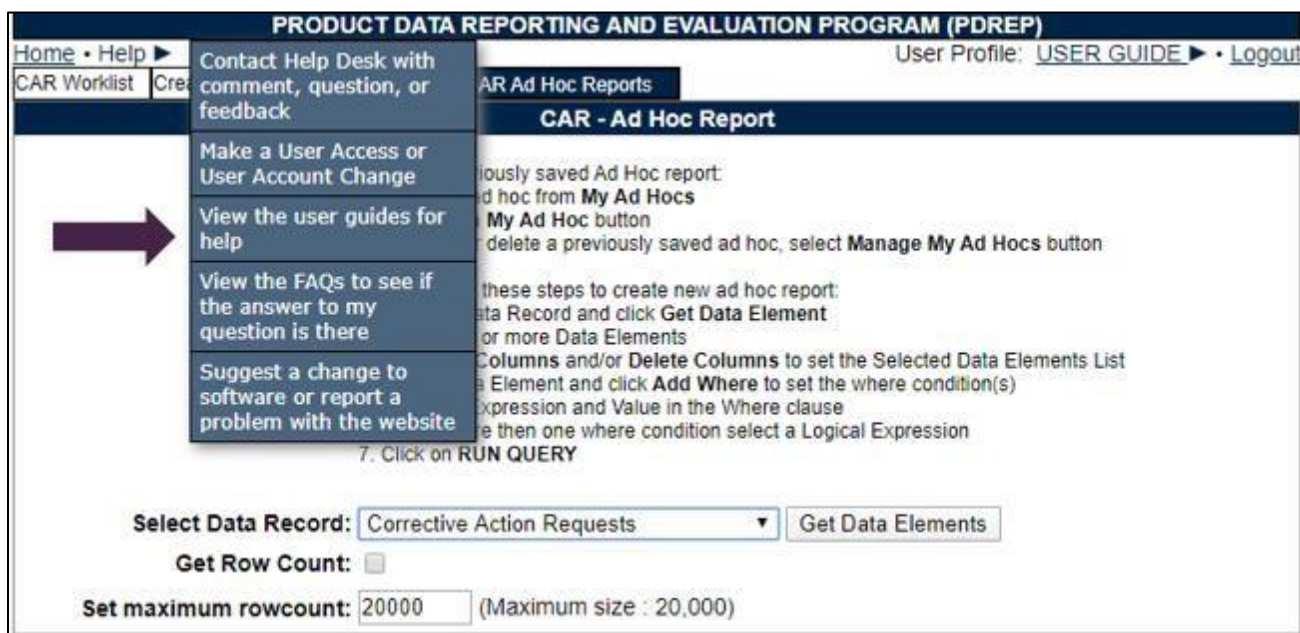 PRODUCT DATA REPORTING AND EVALUATION PROGRAM (PDREP)
Home • Help ►
User Profile: USER GUIDE ► • Logout
CAR Worklist
AR Ad Hoc Reports
Contact Help Desk with
comment, question, or
feedback
Make a User Access or
User Account Change
View the user guides for
help
View the FAQs to see if
the answer to my
question is there
Suggest a change to
software or report a
problem with the website
CAR - Ad Hoc Report
saved Ad Hoc report:
hoc from My Ad Hocs
My Ad Hoc button
delete a previously saved ad hoc, select Manage My Ad Hocs button
these steps to create new ad hoc report:
Record and click Get Data Element
or more Data Elements
Columns and/or Delete Columns to set the Selected Data Elements List
Element and click Add Where to set the where condition(s)
Expression and Value in the Where clause
then one where condition select a Logical Expression
7. Click on RUN QUERY
Select Data Record: Corrective Action Requests ▼ Get Data Elements
Get Row Count:
Set maximum rowcount: 20000 (Maximum size : 20,000)